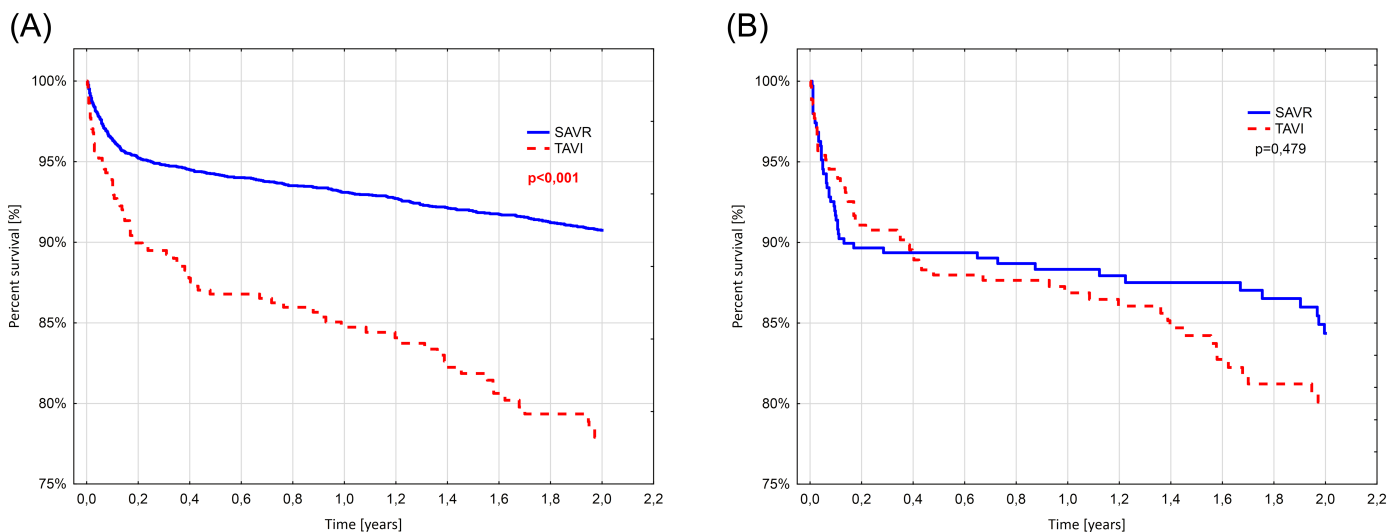 (A)
Percent survival [%]
100%
95%
90%
85%
80%
75%
SAVR
TAVI
p<0,001
0,0 0,2 0,4 0,6 0,8 1,0 1,2 1,4 1,6 1,8 2,0 2,2
Time [years]
(B)
Percent survival [%]
100%
95%
90%
85%
80%
75%
SAVR
TAVI
p=0,479
0,0 0,2 0,4 0,6 0,8 1,0 1,2 1,4 1,6 1,8 2,0 2,2
Time [years]